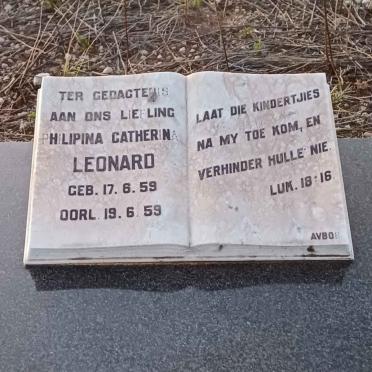 TER GEDAGTENIS
AAN ONS LIEFLING
PHILIPINA CATHERINA
LEONARD
GEB. 17. 6. 59
OORL. 19. 6. 59
LAAT DIE KINDERTJIES
NA MY TOE KOM, EN
VERHINDER HULLE NIE
LUK. 18:16
AVBOB